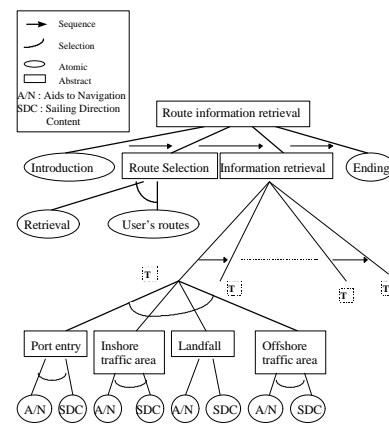 Sequence
Selection
Atomic
Abstract
A/N : Aids to Navigation
SDC : Sailing Direction
Content
Route information retrieval
Introduction
Route Selection
Information retrieval
Ending
Retrieval
User's routes
T
T
T
T
Port entry
Inshore
traffic area
Landfall
Offshore
traffic area
A/N
SDC
A/N
SDC
A/N
SDC
A/N
SDC